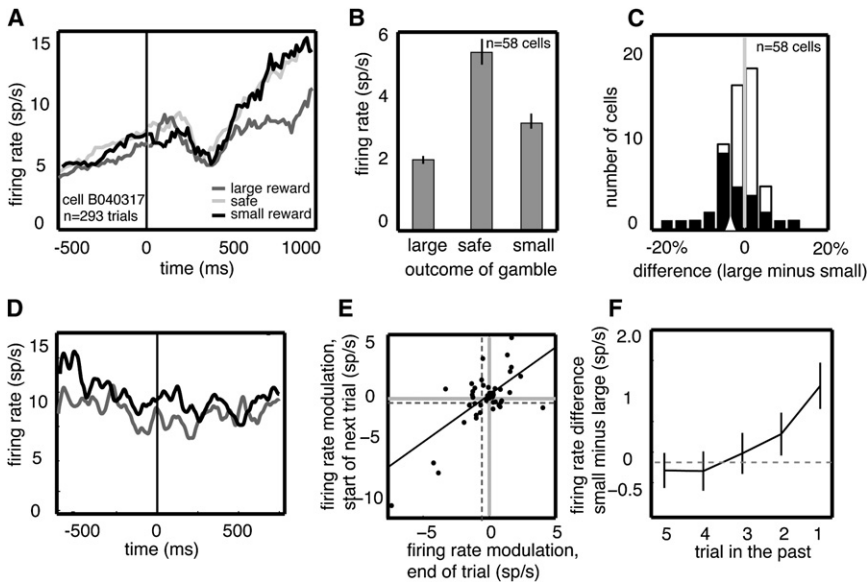 A
firing rate (sp/s)
15
10
5
0
cell B040317
n=293 trials
large reward
safe
small reward
-500
0
500
1000
time (ms)
B
firing rate (sp/s)
6
4
2
0
n=58 cells
large
safe
small
outcome of gamble
C
number of cells
20
10
0
n=58 cells
-20%
0
20%
difference (large minus small)
D
firing rate (sp/s)
15
10
5
0
-500
0
500
time (ms)
E
firing rate modulation,
start of next trial (sp/s)
5
0
−5
−10
−5
0
5
firing rate modulation,
end of trial (sp/s)
F
firing rate difference
small minus large (sp/s)
2.0
1
0
−0.5
5
4
3
2
1
trial in the past